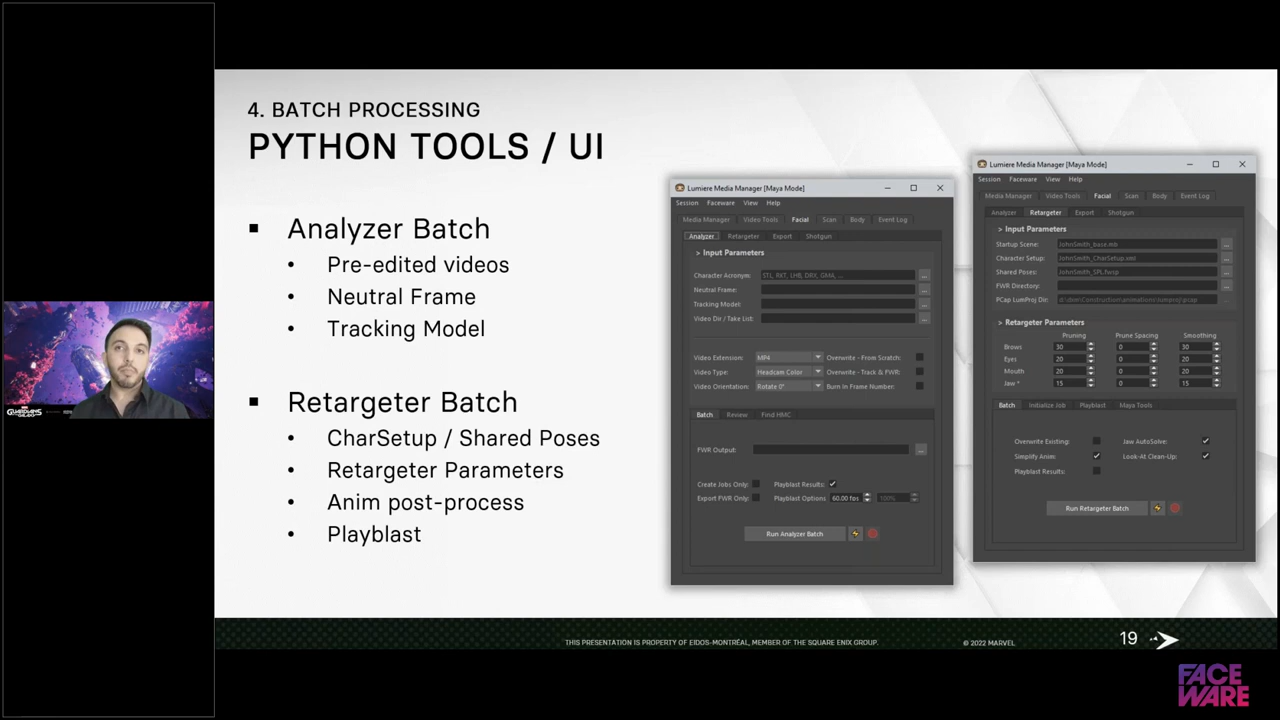 4. BATCH PROCESSING
PYTHON TOOLS / UI
▪ Analyzer Batch
• Pre-edited videos
• Neutral Frame
• Tracking Model
▪ Retargeter Batch
• CharSetup / Shared Poses
• Retargeter Parameters
• Anim post-process
• Playblast
Lumiere Media Manager [Maya Mode]
Session Faceware View Help
Media Manager Video Tools Facial Scan Body Event Log
Analyzer Retargeter Export Shotgun
> Input Parameters
Character Acronym: STL, RKT, LHB, DRX, GMA, ... ...
Neutral Frame: ...
Tracking Model: ...
Video Dir / Take List: ...
Video Extension: MP4 Overwrite - From Scratch:
Video Type: Headcam Color Overwrite - Track & FWR:
Video Orientation: Rotate 0° Burn In Frame Number:
Batch Review Find HMC
FWR Output: ...
Create Jobs Only: Playblast Results:
Export FWR Only: Playblast Options 60.00 fps 100%
Run Analyzer Batch
Lumiere Media Manager [Maya Mode]
Session Faceware View Help
Media Manager Video Tools Facial Scan Body Event Log
Analyzer Retargeter Export Shotgun
> Input Parameters
Startup Scene: JohnSmith_base.mb ...
Character Setup: JohnSmith_CharSetup.xml ...
Shared Poses: JohnSmith_SPL.fwsp ...
FWR Directory: ...
PCap LumProj Dir:
> Retargeter Parameters
Pruning Prune Spacing Smoothing
Brows 30 0 30
Eyes 20 0 20
Mouth 20 0 20
Jaw * 15 0 15
Batch Initialize Job Playblast Maya Tools
Overwrite Existing: Jaw AutoSolve:
Simplify Anim: Look-At Clean-Up:
Playblast Results:
Run Retargeter Batch
GUARDIANS
THIS PRESENTATION IS PROPERTY OF EIDOS-MONTRÉAL, MEMBER OF THE SQUARE ENIX GROUP.
© 2022 MARVEL
19
FACE
WARE